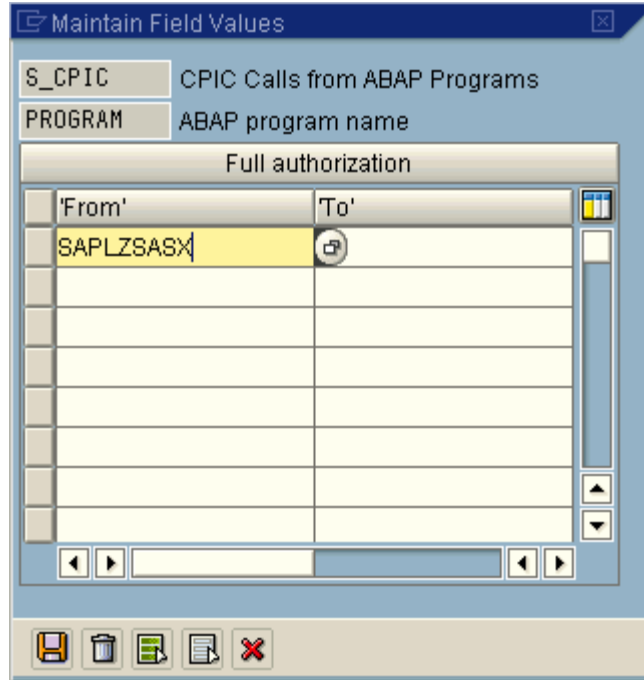 Maintain Field Values
S_CPIC CPIC Calls from ABAP Programs
PROGRAM ABAP program name
Full authorization
'From' 'To'
SAPLZSASX